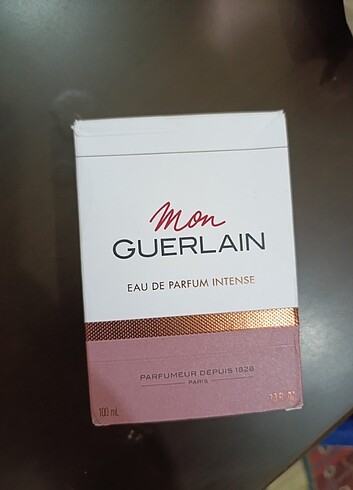 Mon
GUERLAIN
EAU DE PARFUM INTENSE
PARFUMEUR DEPUIS 1828
PARIS
100 mL